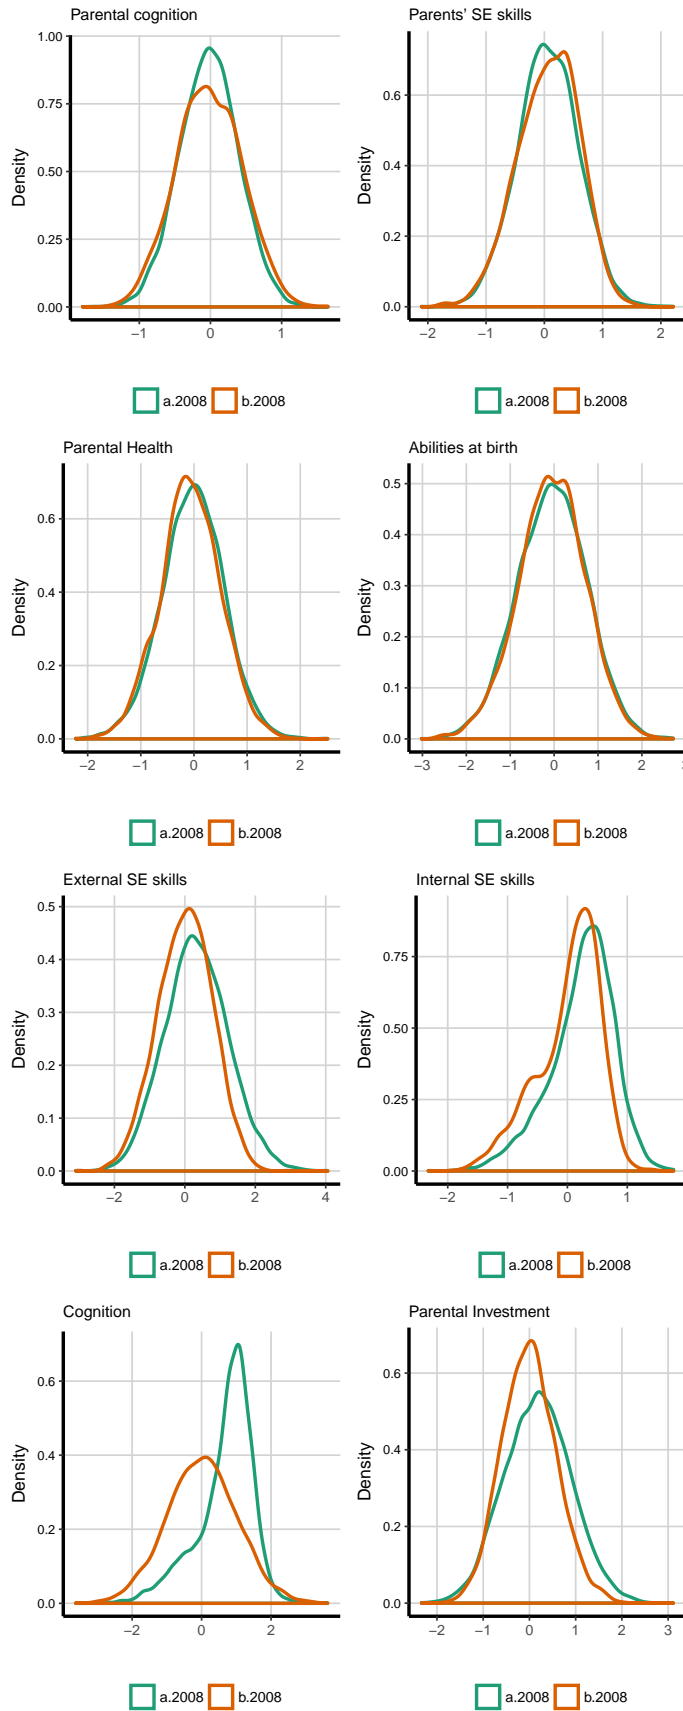 Parental cognition
Parents’ SE skills
1.00
0.75
0.50
0.25
0.00
Density
−1 0 1
0.6
0.4
0.2
0.0
Density
−2 −1 0 1 2
a.2008 b.2008
a.2008 b.2008
Parental Health
Abilities at birth
0.6
0.4
0.2
0.0
Density
−2 −1 0 1 2
0.5
0.4
0.3
0.2
0.1
0.0
Density
−3 −2 −1 0 1 2
a.2008 b.2008
a.2008 b.2008
External SE skills
Internal SE skills
0.5
0.4
0.3
0.2
0.1
0.0
Density
−2 0 2 4
0.75
0.50
0.25
0.00
Density
−2 −1 0 1
a.2008 b.2008
a.2008 b.2008
Cognition
Parental Investment
0.6
0.4
0.2
0.0
Density
−2 0 2
0.6
0.4
0.2
0.0
Density
−2 −1 0 1 2 3
a.2008 b.2008
a.2008 b.2008